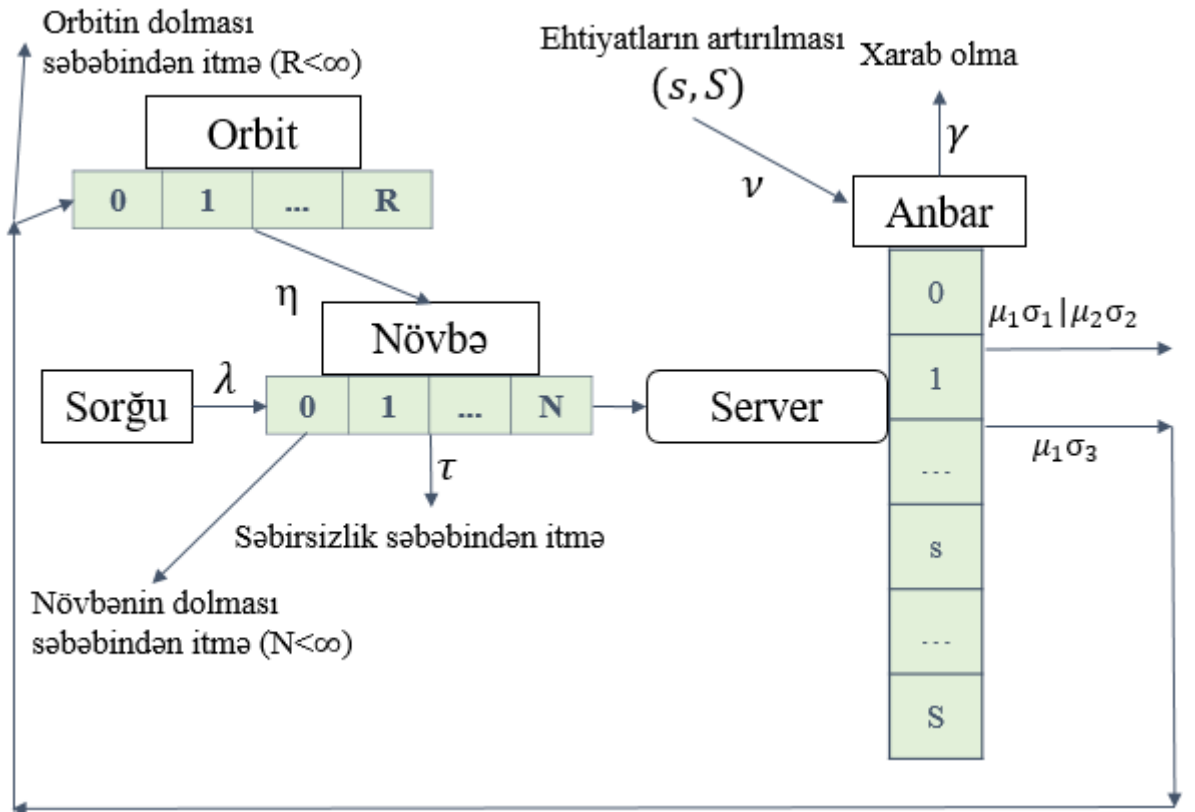 Orbitin dolması
səbəbindən itmə (R<∞)
Ehtiyatların artırılması
(s, S)
Xarab olma
Orbit
0 1 ... R
γ
ν
Anbar
η
Növbə
0
μ₁σ₁|μ₂σ₂
Sorğu
λ
0 1 ... N
Server
1
μ₁σ₃
τ
...
Səbirsizlik səbəbindən itmə
s
Növbənin dolması
səbəbindən itmə (N<∞)
...
S